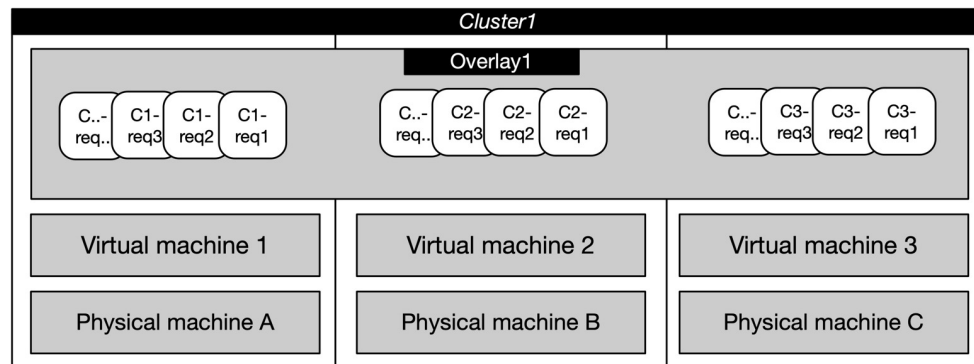 Cluster1
Overlay1
C..- C1- C1- C1- C..- C2- C2- C2- C..- C3- C3- C3-
req.. req3 req2 req1 req.. req3 req2 req1 req.. req3 req2 req1
Virtual machine 1 Virtual machine 2 Virtual machine 3
Physical machine A Physical machine B Physical machine C